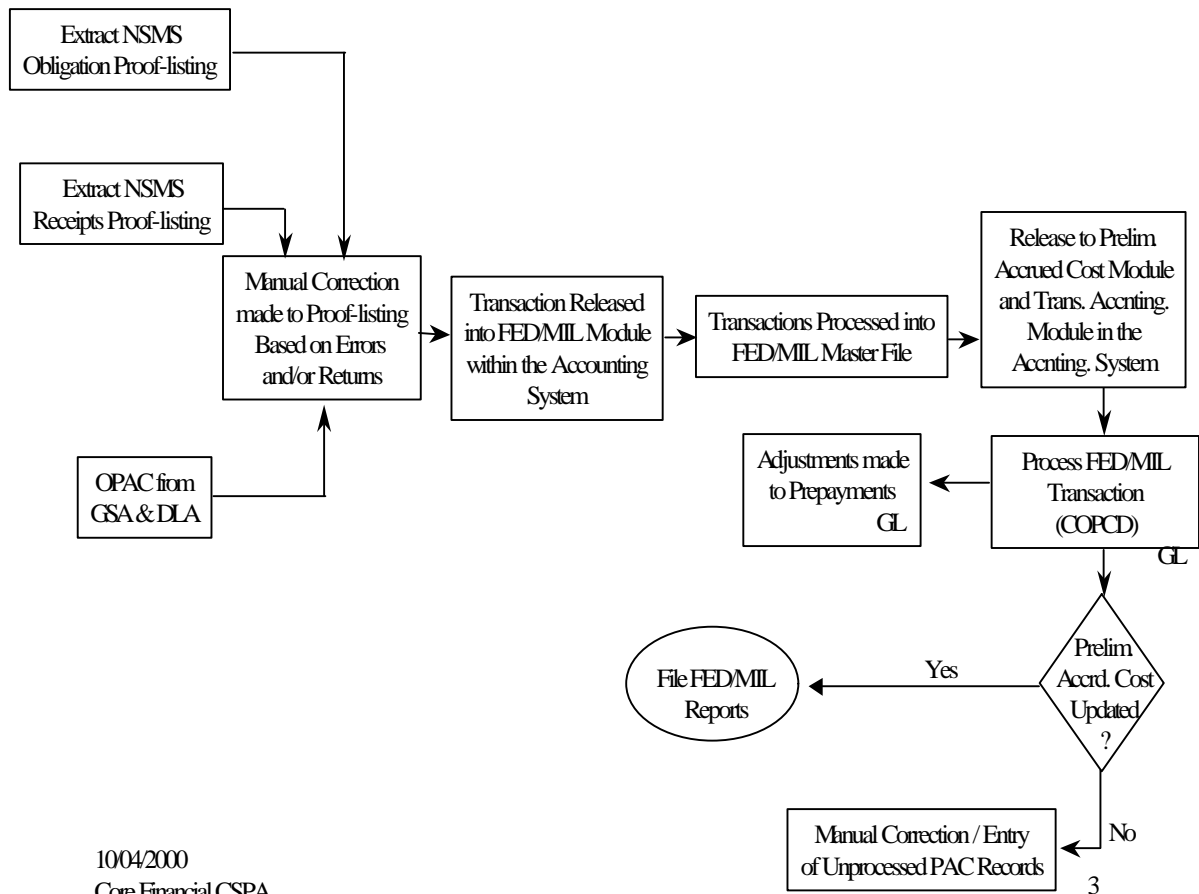 Extract NSMS
Obligation Proof-listing
Extract NSMS
Receipts Proof-listing
Manual Correction
made to Proof-listing
Based on Errors
and/or Returns
OPAC from
GSA & DLA
Transaction Released
into FED/MIL Module
within the Accounting
System
Transactions Processed into
FED/MIL Master File
Release to Prelim.
Accrued Cost Module
and Trans. Accnting.
Module in the
Accnting. System
Process FED/MIL
Transaction
(COPCD)
GL
Adjustments made
to Prepayments
GL
Prelim.
Accrd. Cost
Updated
?
Yes
File FED/MIL
Reports
No
Manual Correction / Entry
of Unprocessed PAC Records
10/04/2000
Core Financial CSPA
3